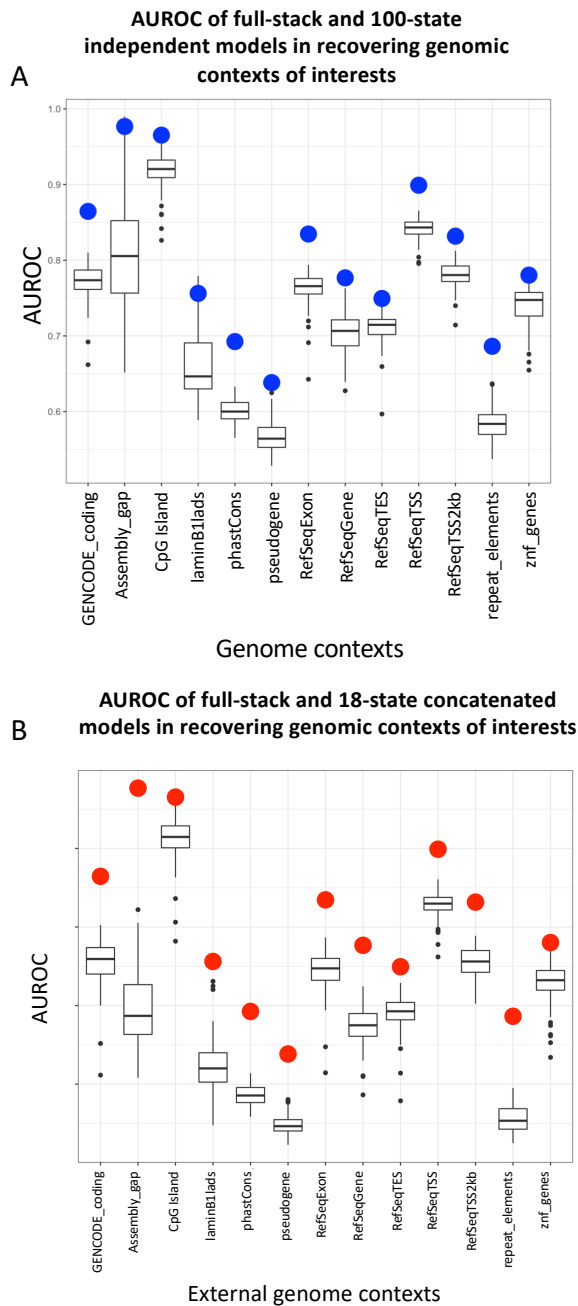 AUROC of full-stack and 100-state
independent models in recovering genomic
contexts of interests
A
1.0
0.9
0.8
0.7
0.6
AUROC
GENCODE_coding
Assembly_gap
CpG Island
laminB1lads
phastCons
pseudogene
RefSeqExon
RefSeqGene
RefSeqTES
RefSeqTSS
RefSeqTSS2kb
repeat_elements
znf_genes
Genome contexts
AUROC of full-stack and 18-state concatenated
models in recovering genomic contexts of interests
B
AUROC
GENCODE_coding
Assembly_gap
CpG Island
laminB1lads
phastCons
pseudogene
RefSeqExon
RefSeqGene
RefSeqTES
RefSeqTSS
RefSeqTSS2kb
repeat_elements
znf_genes
External genome contexts